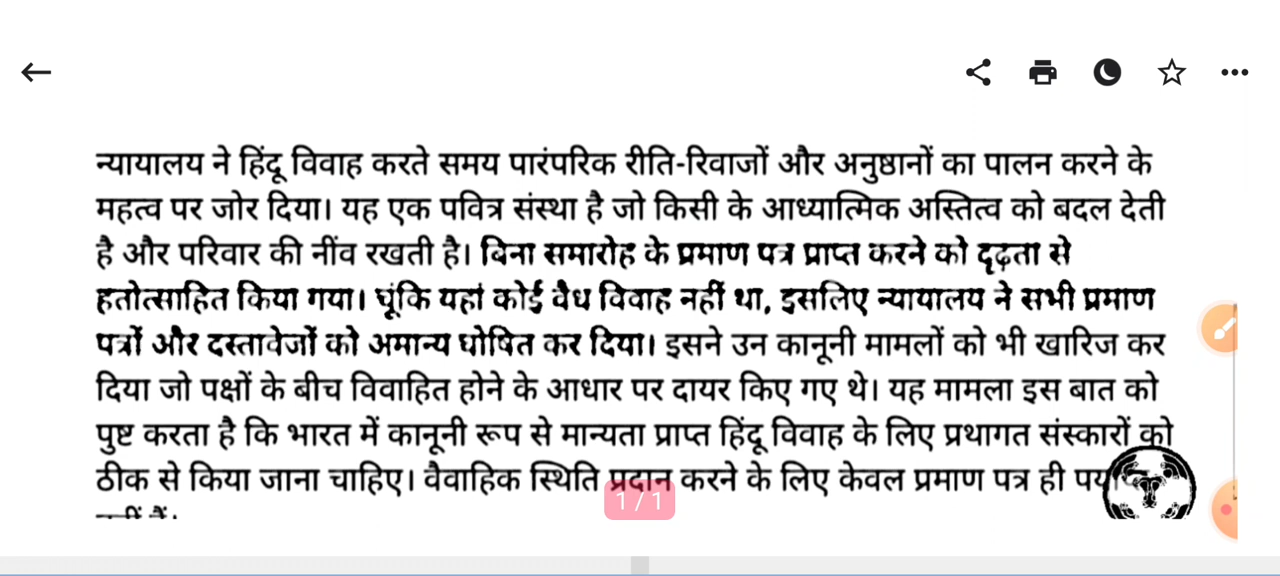 न्यायालय ने हिंदू विवाह करते समय पारंपरिक रीति-रिवाजों और अनुष्ठानों का पालन करने के
महत्व पर जोर दिया। यह एक पवित्र संस्था है जो किसी के आध्यात्मिक अस्तित्व को बदल देती
है और परिवार की नींव रखती है। बिना समारोह के प्रमाण पत्र प्राप्त करने को दृढ़ता से
हतोत्साहित किया गया। चूंकि यहां कोई वैध विवाह नहीं था, इसलिए न्यायालय ने सभी प्रमाण
पत्रों और दस्तावेजों को अमान्य घोषित कर दिया। इसने उन कानूनी मामलों को भी खारिज कर
दिया जो पक्षों के बीच विवाहित होने के आधार पर दायर किए गए थे। यह मामला इस बात को
पुष्ट करता है कि भारत में कानूनी रूप से मान्यता प्राप्त हिंदू विवाह के लिए प्रथागत संस्कारों को
ठीक से किया जाना चाहिए। वैवाहिक स्थिति प्रदान करने के लिए केवल प्रमाण पत्र ही
1/1